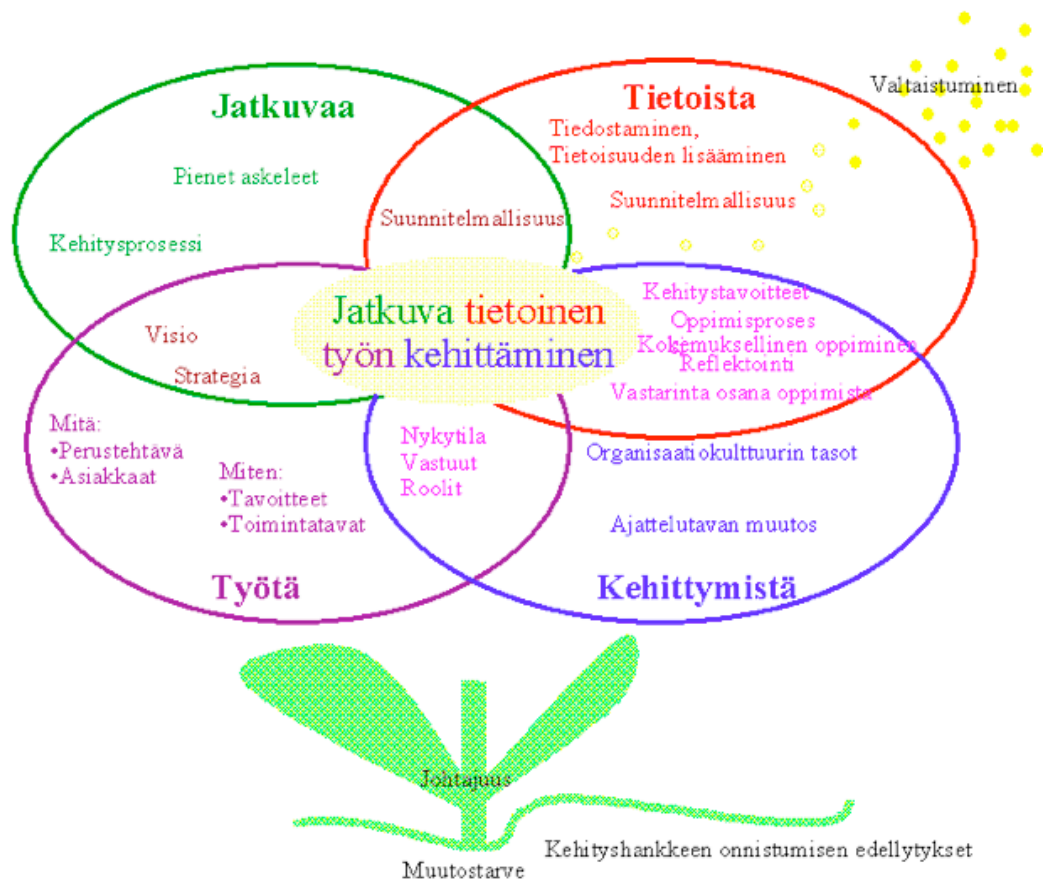 Valtaistuminen
Jatkuvaa
Tietoista
Tiedostaminen,
Tietoisuuden lisääminen
Pienet askeleet
Suunnitelmallisuus
Suunnitelmallisuus
Kehitysprosessi
Kehitystavoitteet
Oppimisproses
Kokemuksellinen oppiminen
Reflektointi
Vastarinta osana oppimista
Jatkuva tietoinen
työn kehittäminen
Visio
Strategia
Mitä:
•Perustehtävä
•Asiakkaat
Miten:
•Tavoitteet
•Toimintatavat
Nykytila
Vastuut
Roolit
Organisaatiokulttuurin tasot
Ajattelutavan muutos
Työtä
Kehittymistä
Johtajuus
Kehityshankkeen onnistumisen edellytykset
Muutostarve